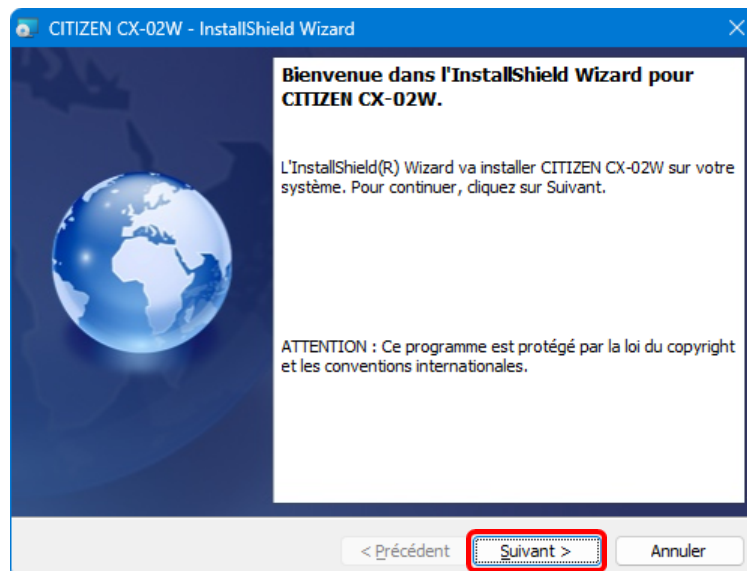 CITIZEN CX-02W - InstallShield Wizard
Bienvenue dans l'InstallShield Wizard pour
CITIZEN CX-02W.
L'InstallShield(R) Wizard va installer CITIZEN CX-02W sur votre
système. Pour continuer, cliquez sur Suivant.
ATTENTION : Ce programme est protégé par la loi du copyright
et les conventions internationales.
< Précédent
Suivant >
Annuler